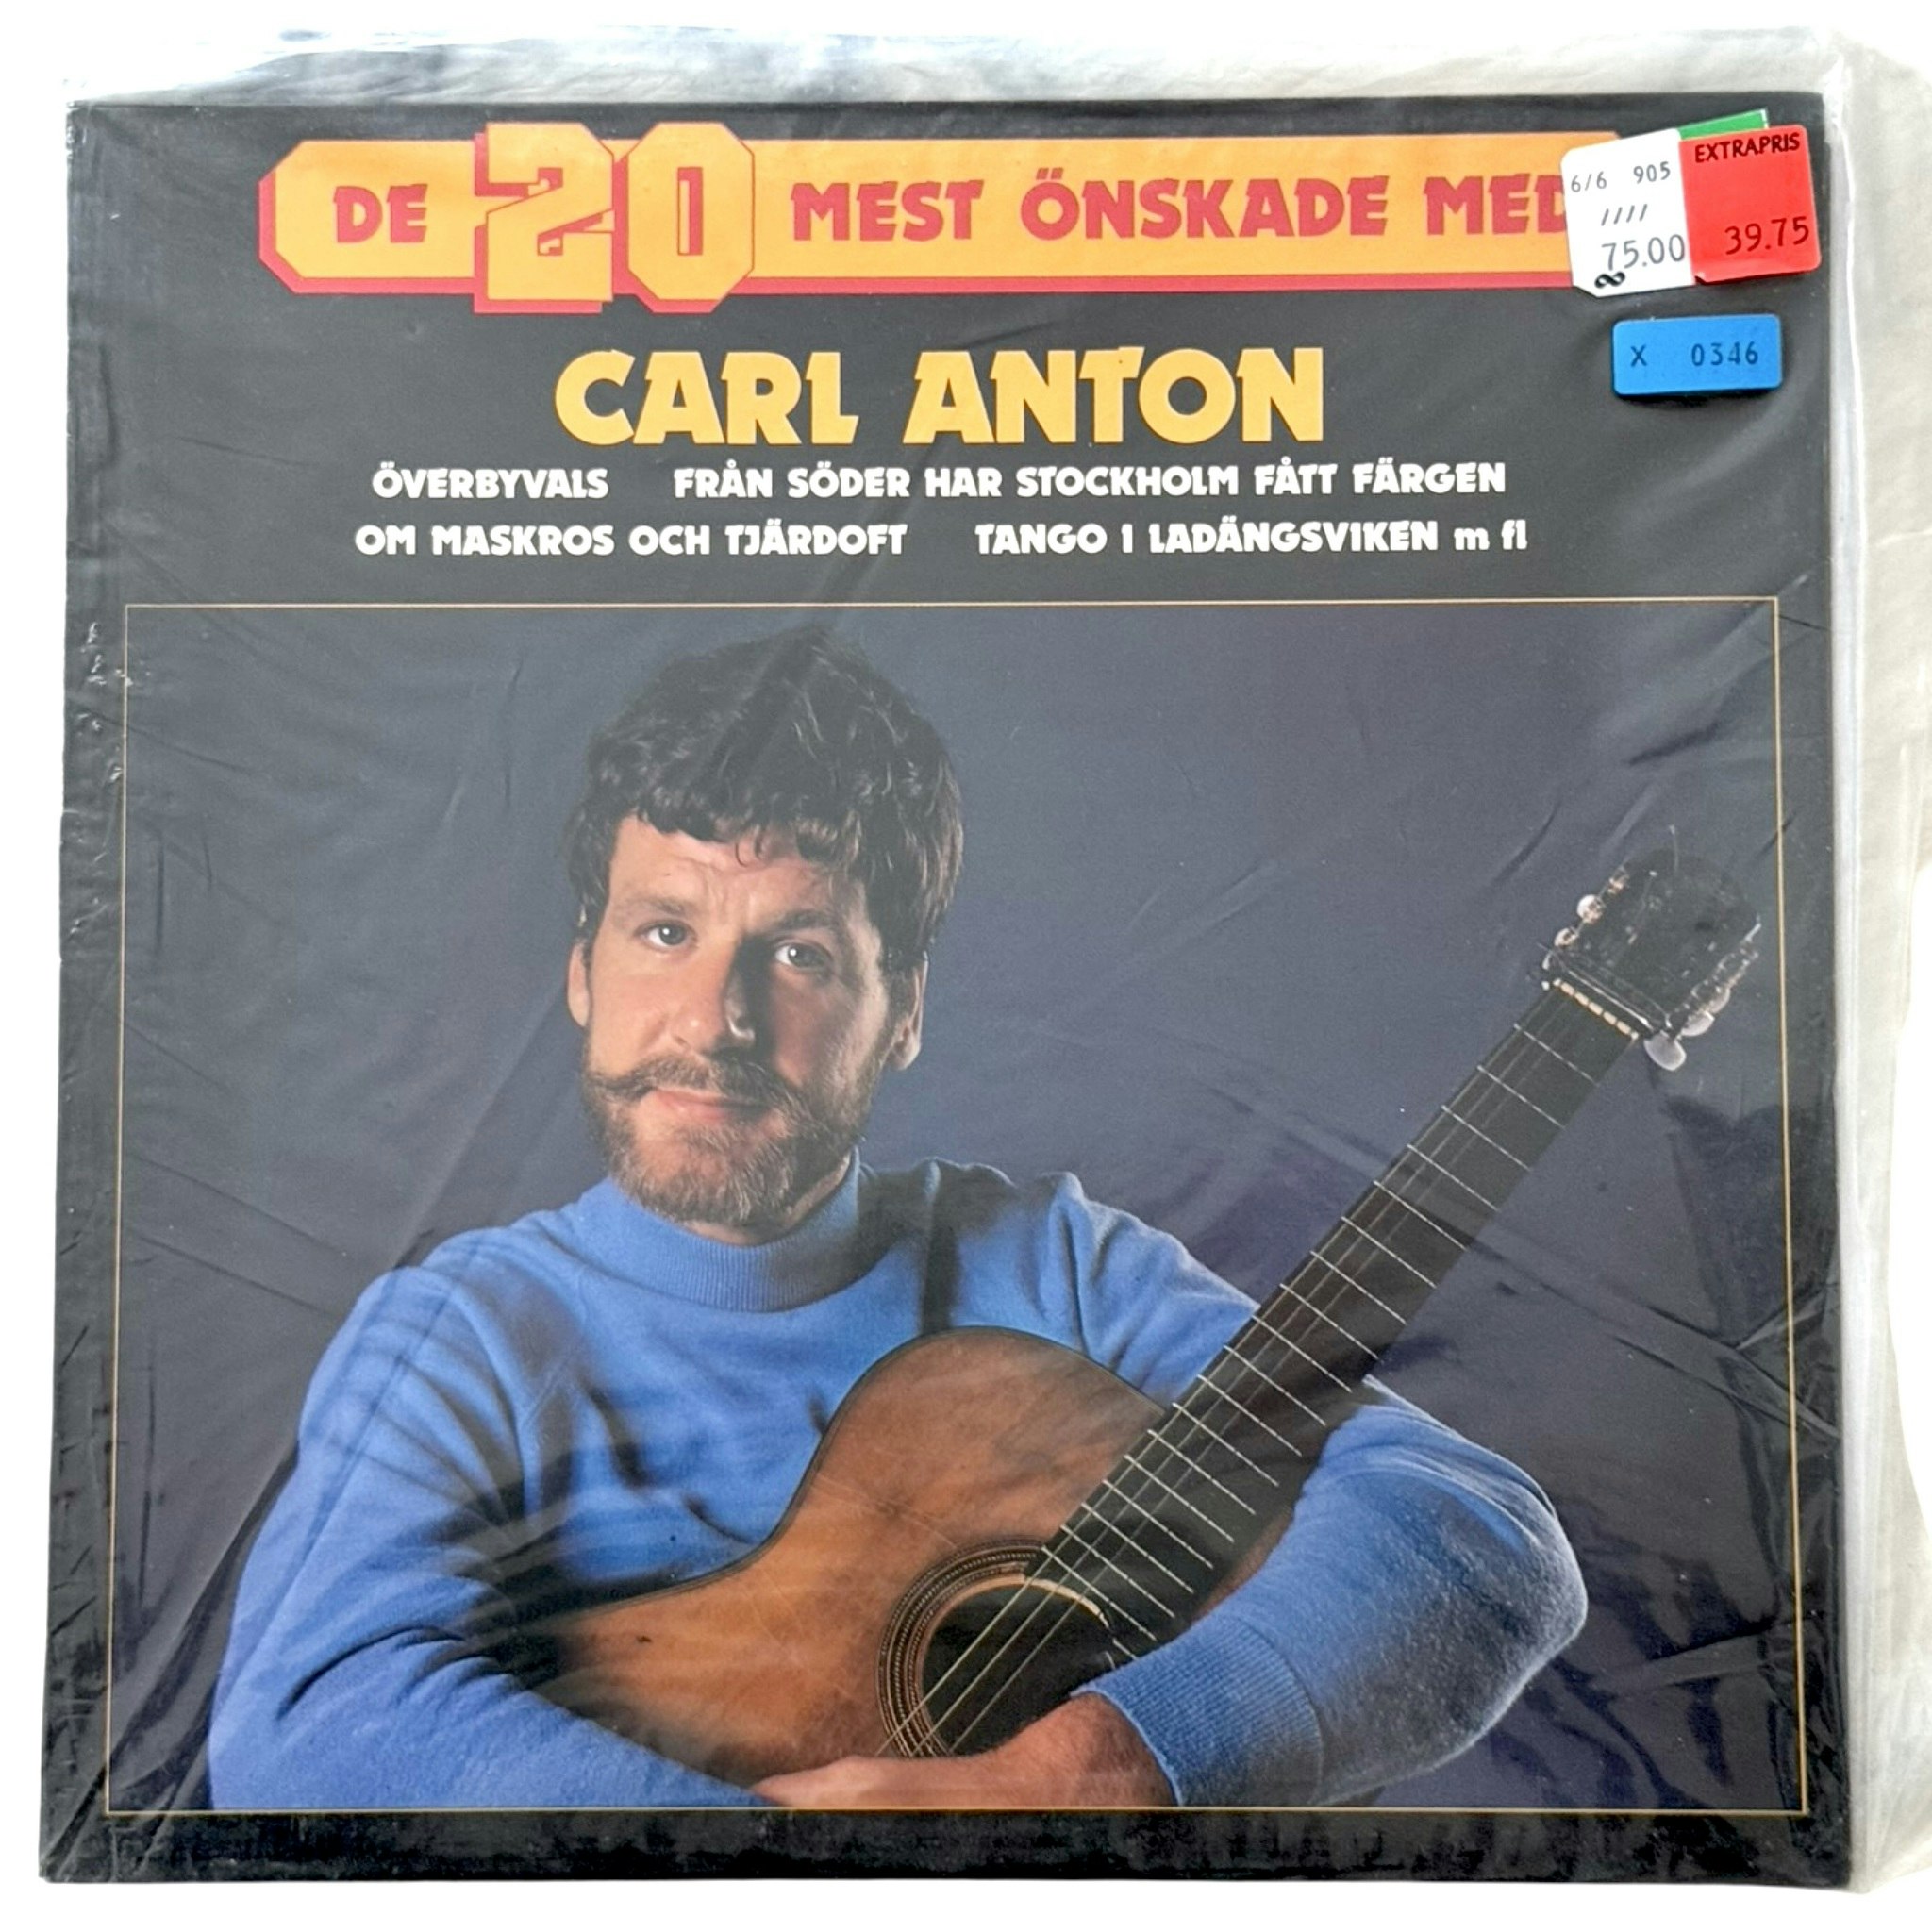 DE 20 MEST ÖNSKADE MED
EXTRAPRIS
6/6 905
////
75.00
39.75
8
X 0346
CARL ANTON
ÖVERBYVALS FRÅN SÖDER HAR STOCKHOLM FÅTT FÄRGEN
OM MASKROS OCH TJÄRDOFT TANGO I LADÄNGSVIKEN m fl